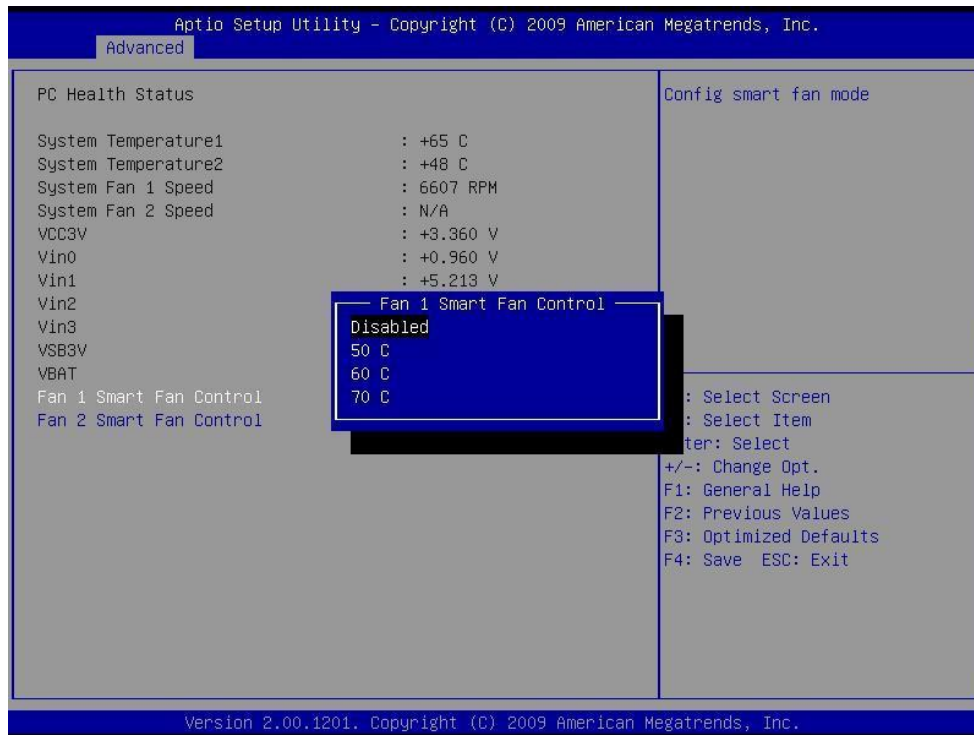 Aptio Setup Utility – Copyright (C) 2009 American Megatrends, Inc.
Advanced
PC Health Status
System Temperature1 : +65 C
System Temperature2 : +48 C
System Fan 1 Speed : 6607 RPM
System Fan 2 Speed : N/A
VCC3V : +3.360 V
Vin0 : +0.960 V
Vin1 : +5.213 V
Vin2
Vin3
VSB3V
VBAT
Fan 1 Smart Fan Control
Fan 2 Smart Fan Control
Fan 1 Smart Fan Control
Disabled
50 C
60 C
70 C
Config smart fan mode
: Select Screen
: Select Item
ter: Select
+/-: Change Opt.
F1: General Help
F2: Previous Values
F3: Optimized Defaults
F4: Save ESC: Exit
Version 2.00.1201. Copyright (C) 2009 American Megatrends, Inc.